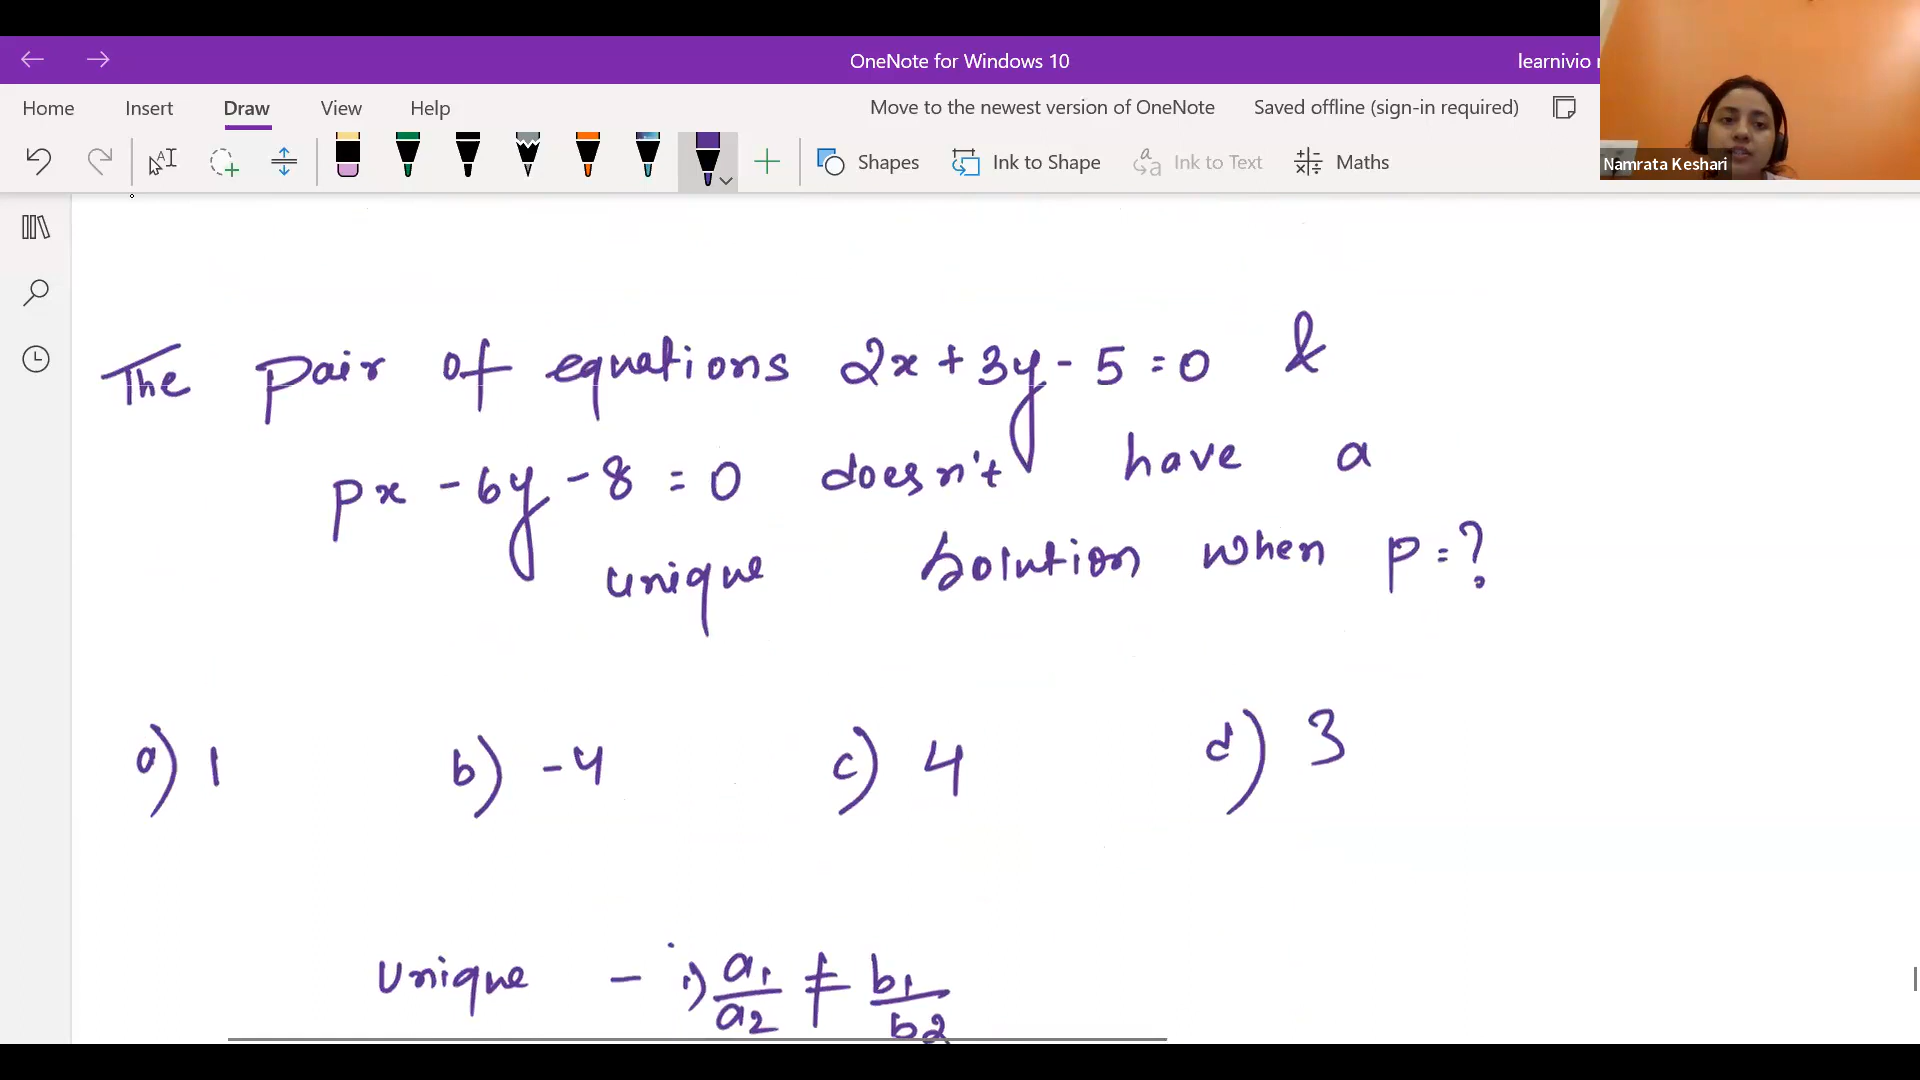 OneNote for Windows 10
learnivio
Home Insert Draw View Help
Move to the newest version of OneNote Saved offline (sign-in required)
Shapes Ink to Shape Ink to Text Maths
Namrata Keshari
The pair of equations 2x + 3y - 5 = 0 &
px - 6y - 8 = 0 doesn't have a
unique solution when p = ?
a) 1 b) -4 c) 4 d) 3
Unique - i) a1/a2 ≠ b1/b2